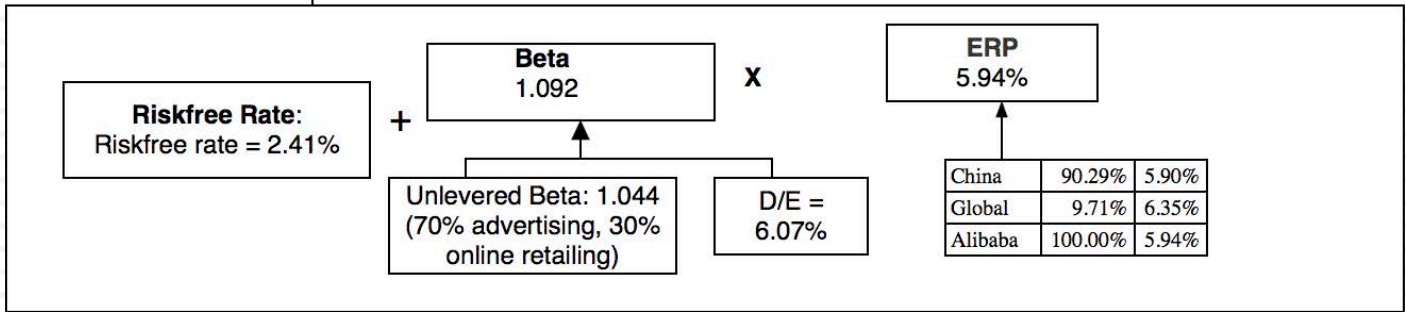 Riskfree Rate:
Riskfree rate = 2.41%
+
Beta
1.092
X
ERP
5.94%
Unlevered Beta: 1.044
(70% advertising, 30%
online retailing)
D/E =
6.07%
China 90.29% 5.90%
Global 9.71% 6.35%
Alibaba 100.00% 5.94%